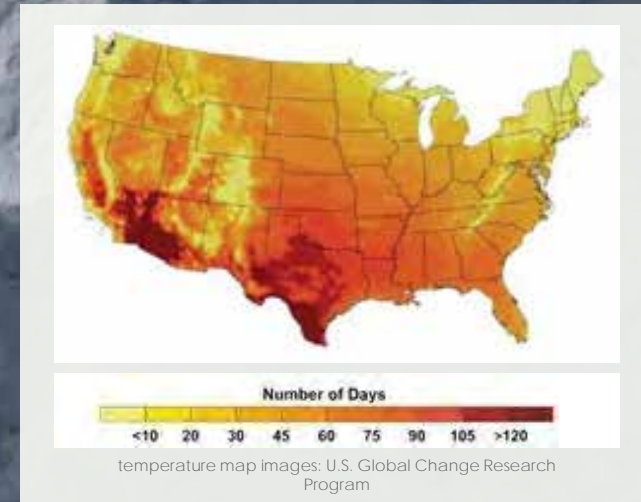 Number of Days
<10 20 30 45 60 75 90 105 >120
temperature map images: U.S. Global Change Research
Program